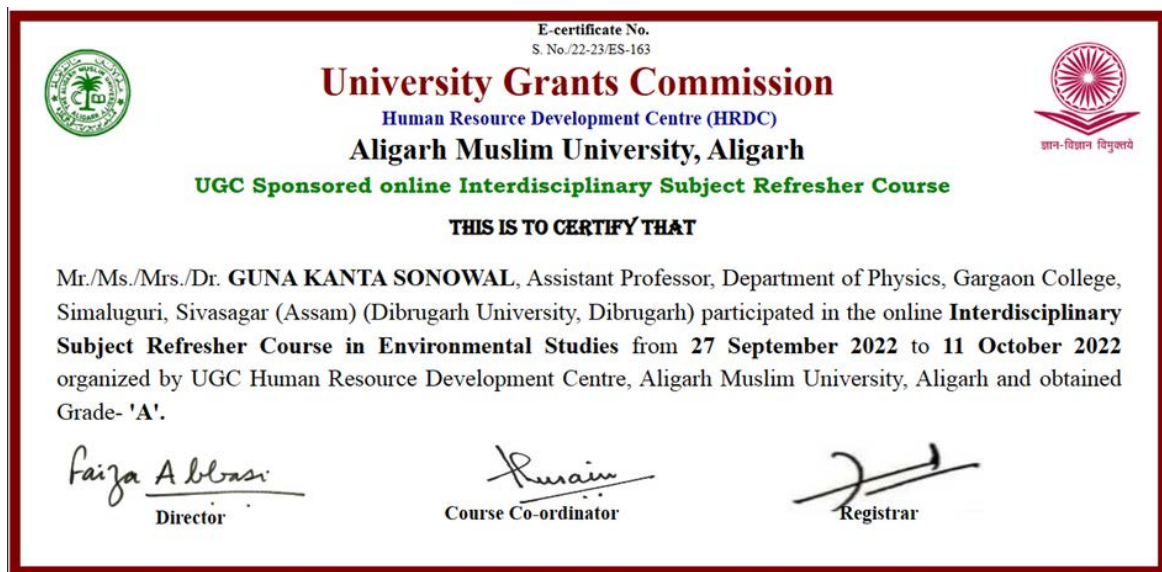 E-certificate No.
S. No./22-23/ES-163
University Grants Commission
Human Resource Development Centre (HRDC)
Aligarh Muslim University, Aligarh
ज्ञान-विज्ञान विमुक्तये
UGC Sponsored online Interdisciplinary Subject Refresher Course
THIS IS TO CERTIFY THAT
Mr./Ms./Mrs./Dr. GUNA KANTA SONOWAL, Assistant Professor, Department of Physics, Gargaon College,
Simaluguri, Sivasagar (Assam) (Dibrugarh University, Dibrugarh) participated in the online Interdisciplinary
Subject Refresher Course in Environmental Studies from 27 September 2022 to 11 October 2022
organized by UGC Human Resource Development Centre, Aligarh Muslim University, Aligarh and obtained
Grade- 'A'.
Faiza Abbasi
Husain
Director
Course Co-ordinator
Registrar